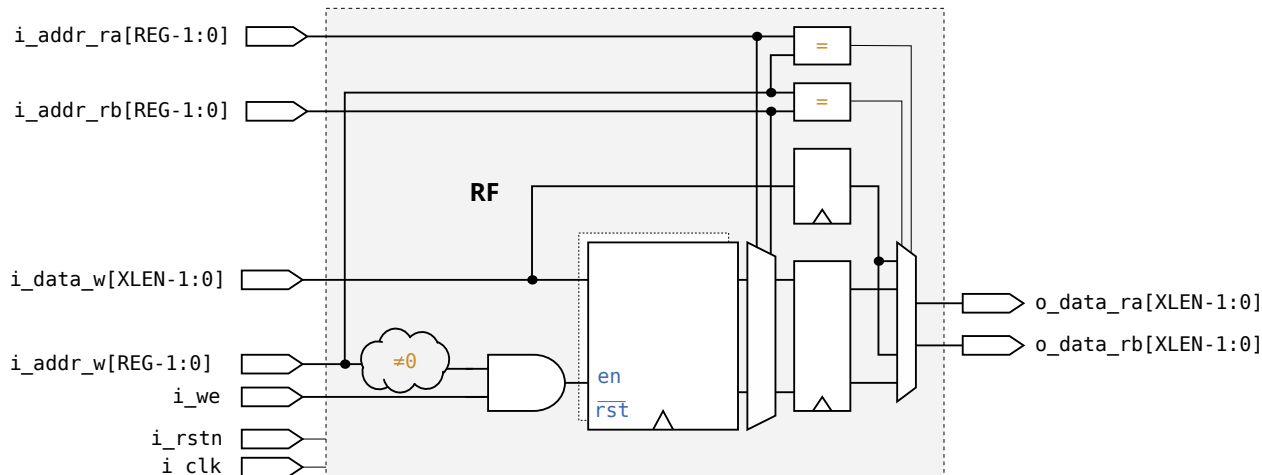 i_addr_ra[REG-1:0]
=
=
i_addr_rb[REG-1:0]
RF
i_data_w[XLEN-1:0]
o_data_ra[XLEN-1:0]
o_data_rb[XLEN-1:0]
i_addr_w[REG-1:0]
≠0
en
i_we
rst
i_rstn
i_clk